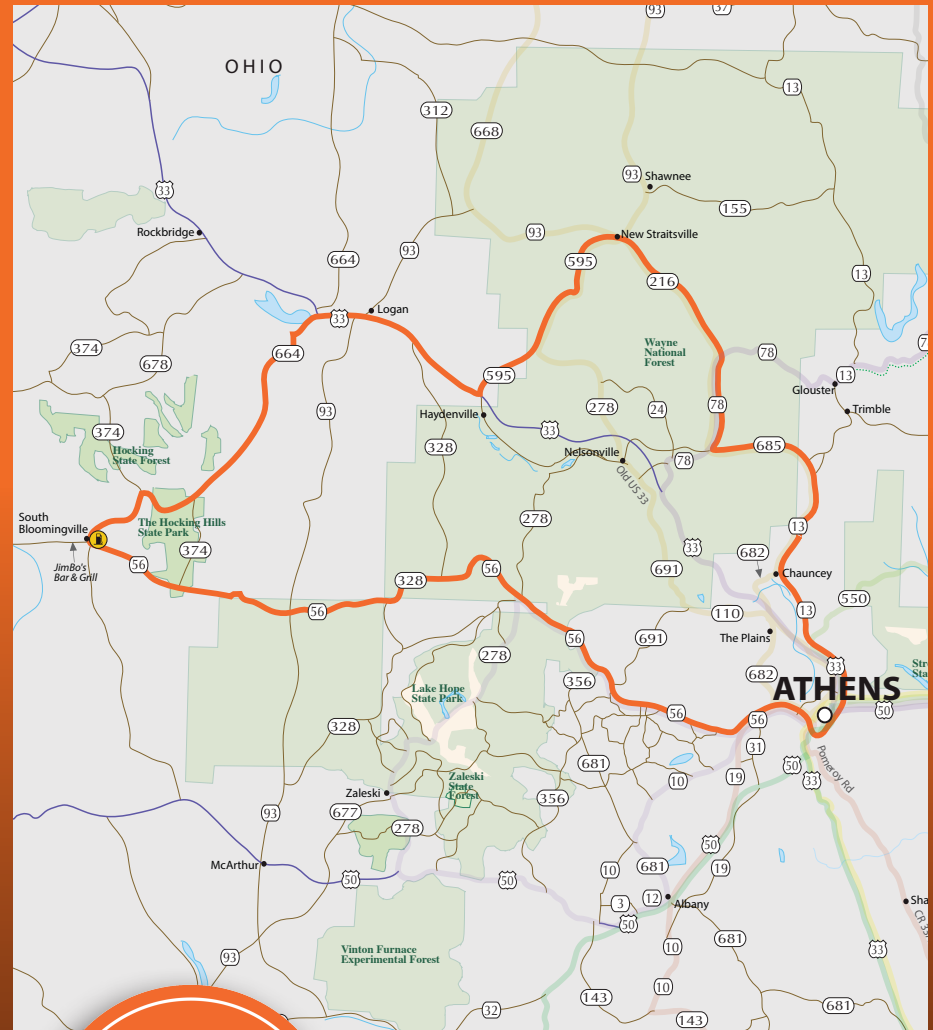 93
37
OHIO
13
312
668
93
Shawnee
33
155
Rockbridge
93
New Straitsville
664
93
595
13
216
Logan
33
374
678
664
Wayne
National
Forest
78
595
13
Glouster
93
Haydenville
278
24
78
Trimble
374
33
Hocking
State Forest
328
Nelsonville
78
685
Old US 33
South
Bloomingville
The Hocking Hills
State Park
278
13
374
33
682
JimBo's
Bar & Grill
56
56
691
Chauncey
328
550
56
110
13
The Plains
56
691
278
33
682
356
Str
Sta
Lake Hope
State Park
ATHENS
56
56
50
328
31
Pomeroy Rd
681
50
33
10
19
Zaleski
State
Forest
Zaleski
356
93
677
278
50
McArthur
681
19
50
50
10
12
Albany
3
Sha
50
CR 33
10
681
93
Vinton Furnace
Experimental Forest
33
10
143
32
681
143